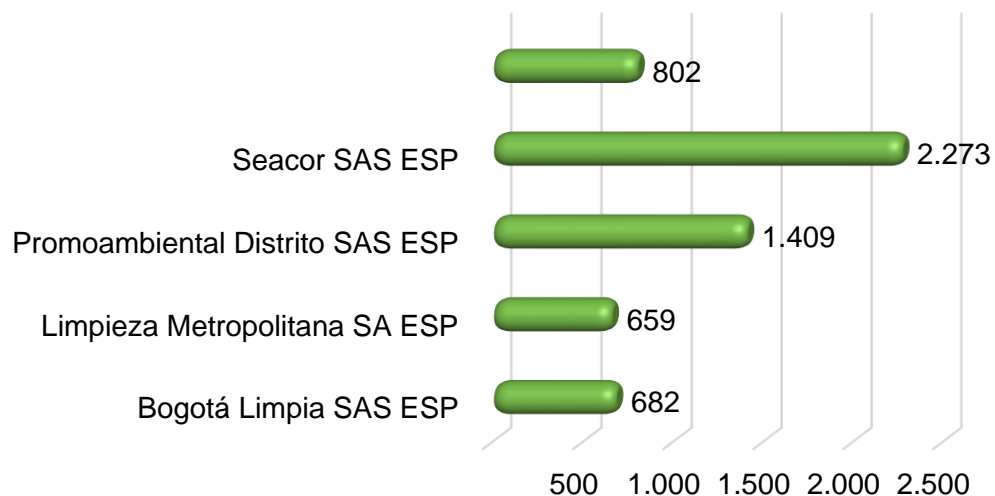 802
Seacor SAS ESP 2.273
Promoambiental Distrito SAS ESP 1.409
Limpieza Metropolitana SA ESP 659
Bogotá Limpia SAS ESP 682
500 1.000 1.500 2.000 2.500